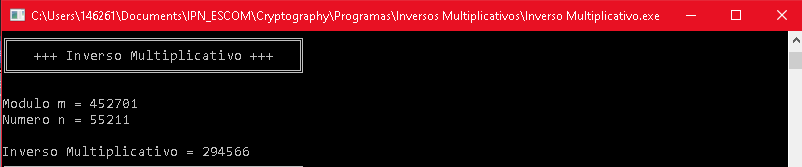 C:\Users\146261\Documents\IPN_ESCOM\Cryptography\Programas\Inversos Multiplicativos\Inverso Multiplicativo.exe
+++ Inverso Multiplicativo +++
Modulo m = 452701
Numero n = 55211
Inverso Multiplicativo = 294566